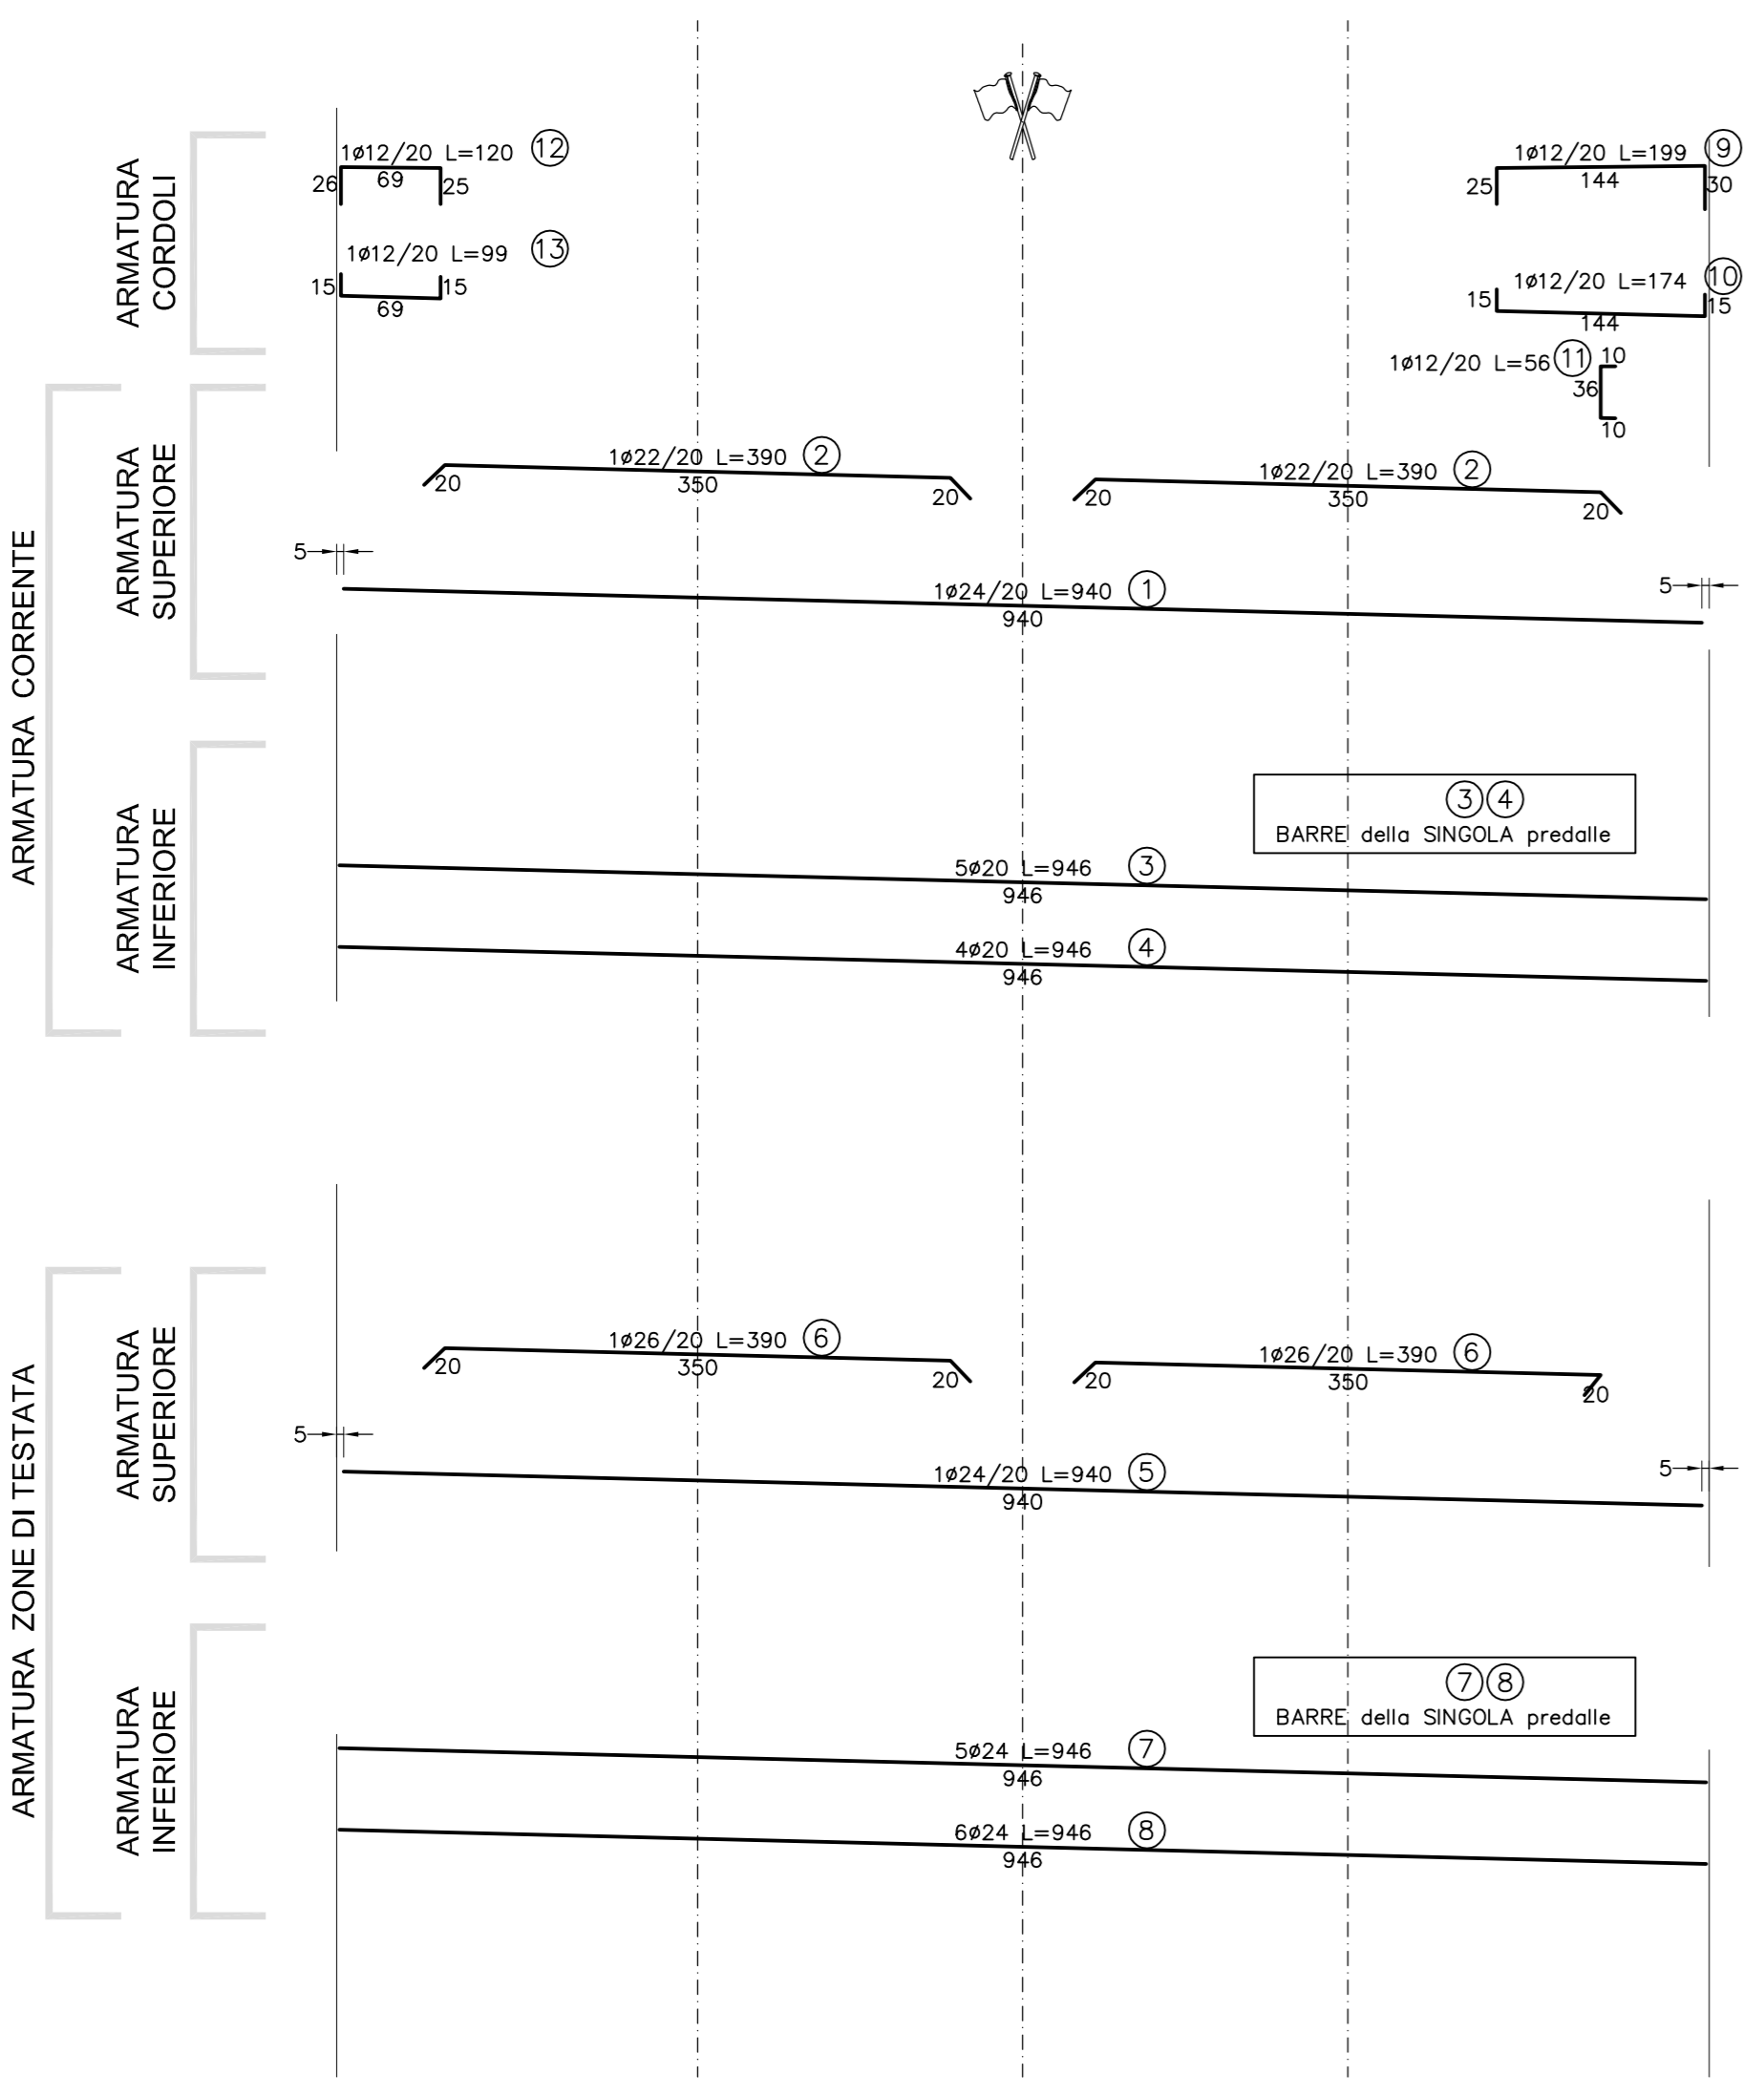 ARMATURA
CORDOLI
1ø12/20 L=120 12
26 69 25
1ø12/20 L=99 13
15 15
69
1ø12/20 L=199 9
25 144 30
1ø12/20 L=174 10
15 15
144
1ø12/20 L=56 11 10
36
10
ARMATURA CORRENTE
ARMATURA
SUPERIORE
1ø22/20 L=390 2
20 350 20
1ø22/20 L=390 2
20 350 20
5
5
1ø24/20 L=940 1
940
ARMATURA
INFERIORE
3 4
BARRE della SINGOLA predalle
5ø20 L=946 3
946
4ø20 L=946 4
946
ARMATURA ZONE DI TESTATA
ARMATURA
SUPERIORE
1ø26/20 L=390 6
20 350 20
1ø26/20 L=390 6
20 350 20
5
5
1ø24/20 L=940 5
940
ARMATURA
INFERIORE
7 8
BARRE della SINGOLA predalle
5ø24 L=946 7
946
6ø24 L=946 8
946